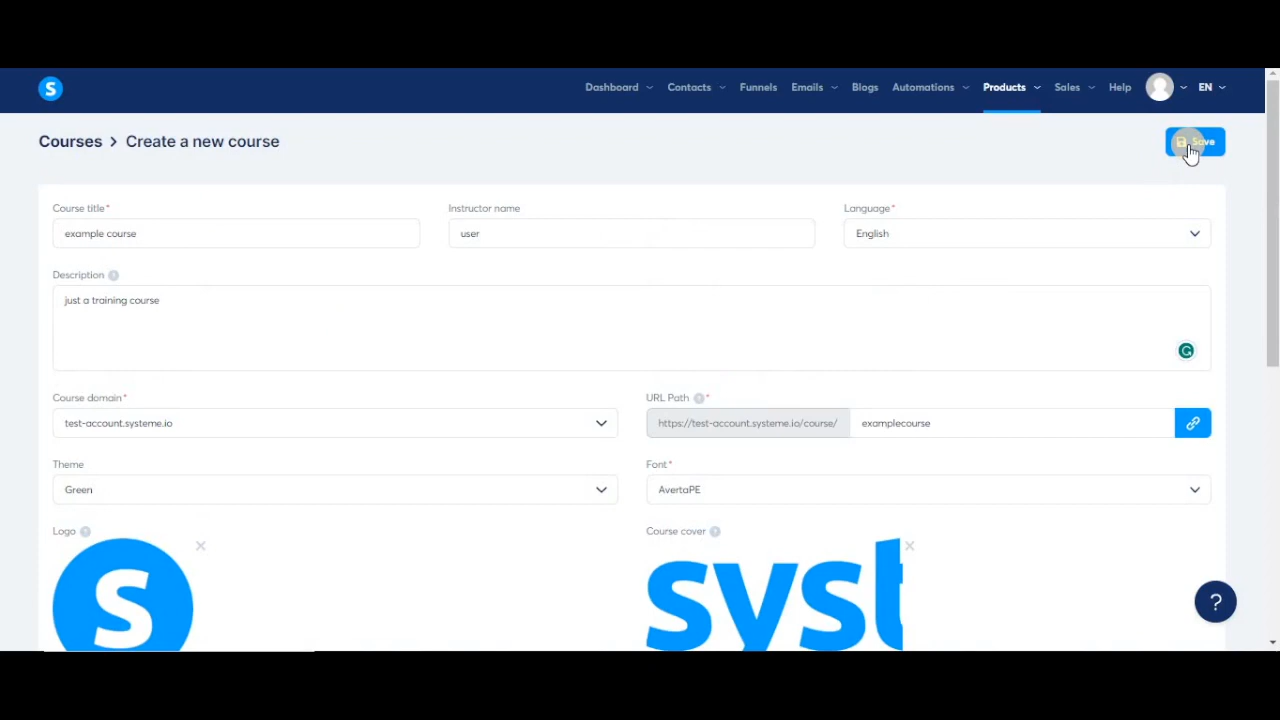 S Dashboard Contacts Funnels Emails Blogs Automations Products Sales Help EN
Courses > Create a new course Save
Course title* Instructor name Language*
example course user English
Description ?
just a training course
Course domain* URL Path ?*
test-account.systeme.io https://test-account.systeme.io/course/ examplecourse
Theme Font*
Green AvertaPE
Logo ? Course cover ?
S syst
?